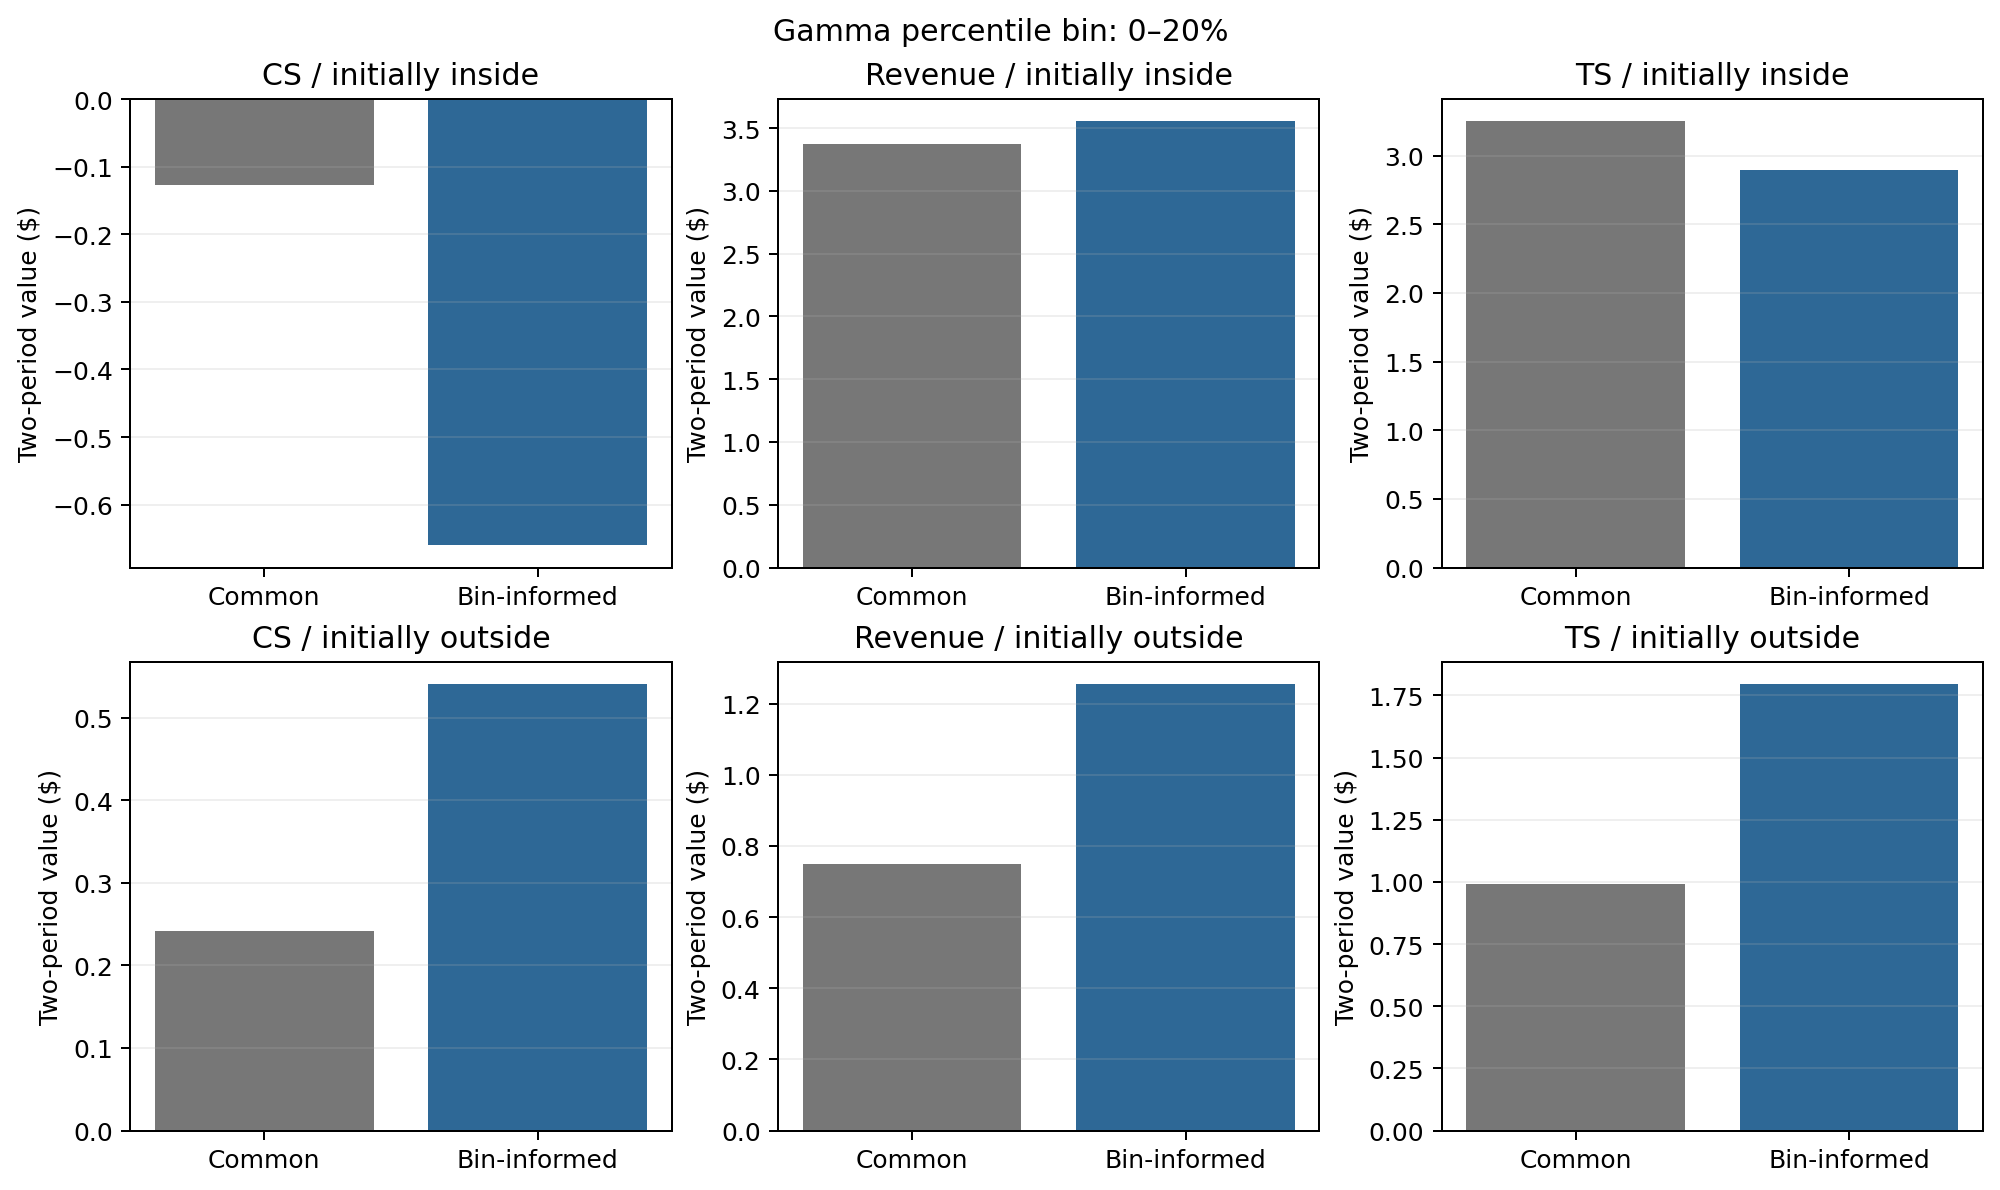 Gamma percentile bin: 0–20%
CS / initially inside
Revenue / initially inside
TS / initially inside
Two-period value ($)
0.0
−0.1
−0.2
−0.3
−0.4
−0.5
−0.6
Common
Bin-informed
Two-period value ($)
3.5
3.0
2.5
2.0
1.5
1.0
0.5
0.0
Common
Bin-informed
Two-period value ($)
3.0
2.5
2.0
1.5
1.0
0.5
0.0
Common
Bin-informed
CS / initially outside
Revenue / initially outside
TS / initially outside
Two-period value ($)
0.5
0.4
0.3
0.2
0.1
0.0
Common
Bin-informed
Two-period value ($)
1.2
1.0
0.8
0.6
0.4
0.2
0.0
Common
Bin-informed
Two-period value ($)
1.75
1.50
1.25
1.00
0.75
0.50
0.25
0.00
Common
Bin-informed